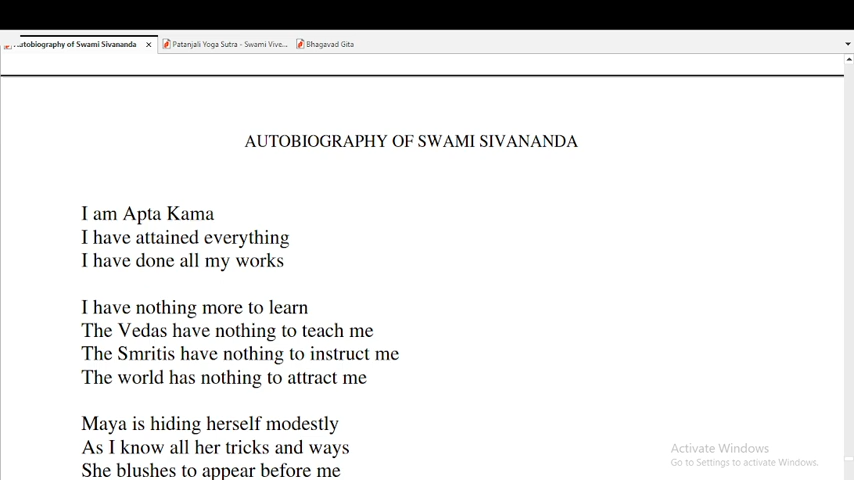 Autobiography of Swami Sivananda
Patanjali Yoga Sutra - Swami Vive...
Bhagavad Gita
AUTOBIOGRAPHY OF SWAMI SIVANANDA
I am Apta Kama
I have attained everything
I have done all my works
I have nothing more to learn
The Vedas have nothing to teach me
The Smritis have nothing to instruct me
The world has nothing to attract me
Maya is hiding herself modestly
As I know all her tricks and ways
She blushes to appear before me
Activate Windows
Go to Settings to activate Windows.